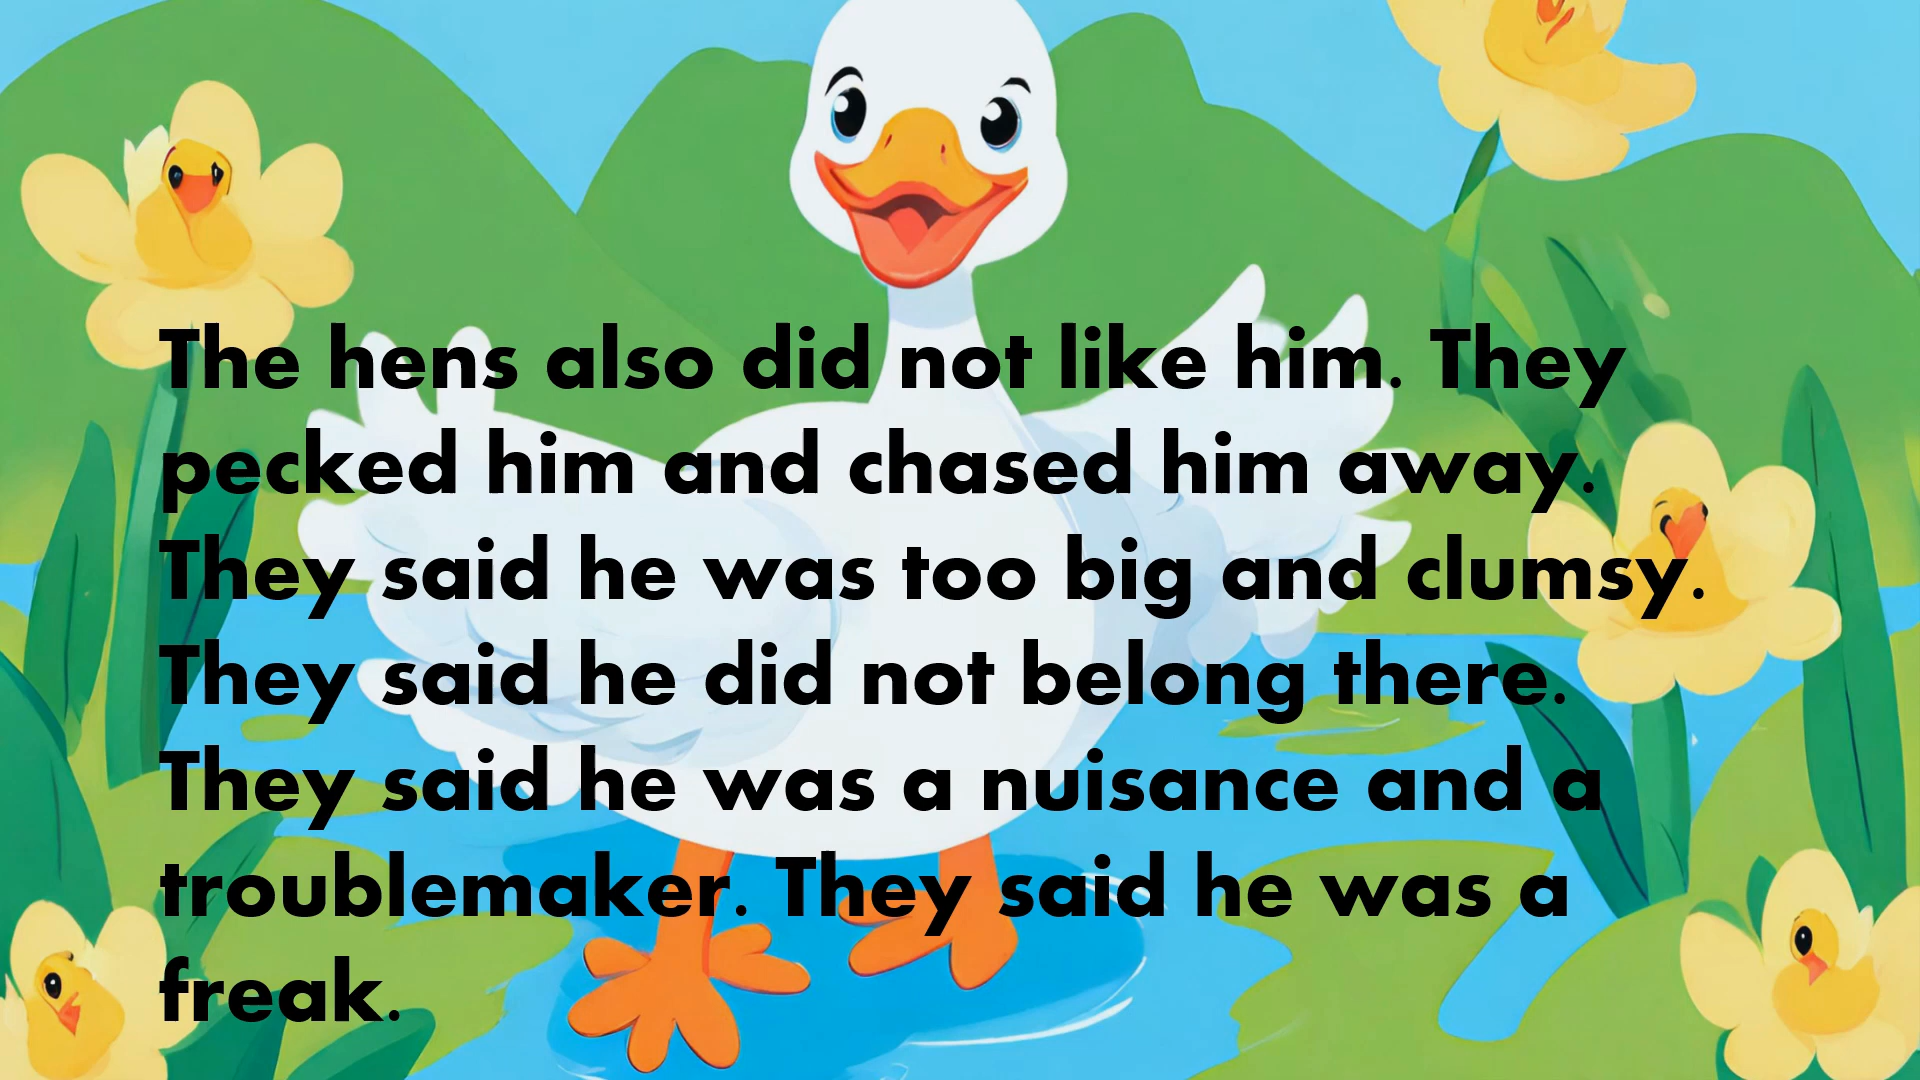 The hens also did not like him. They
pecked him and chased him away.
They said he was too big and clumsy.
They said he did not belong there.
They said he was a nuisance and a
troublemaker. They said he was a
freak.